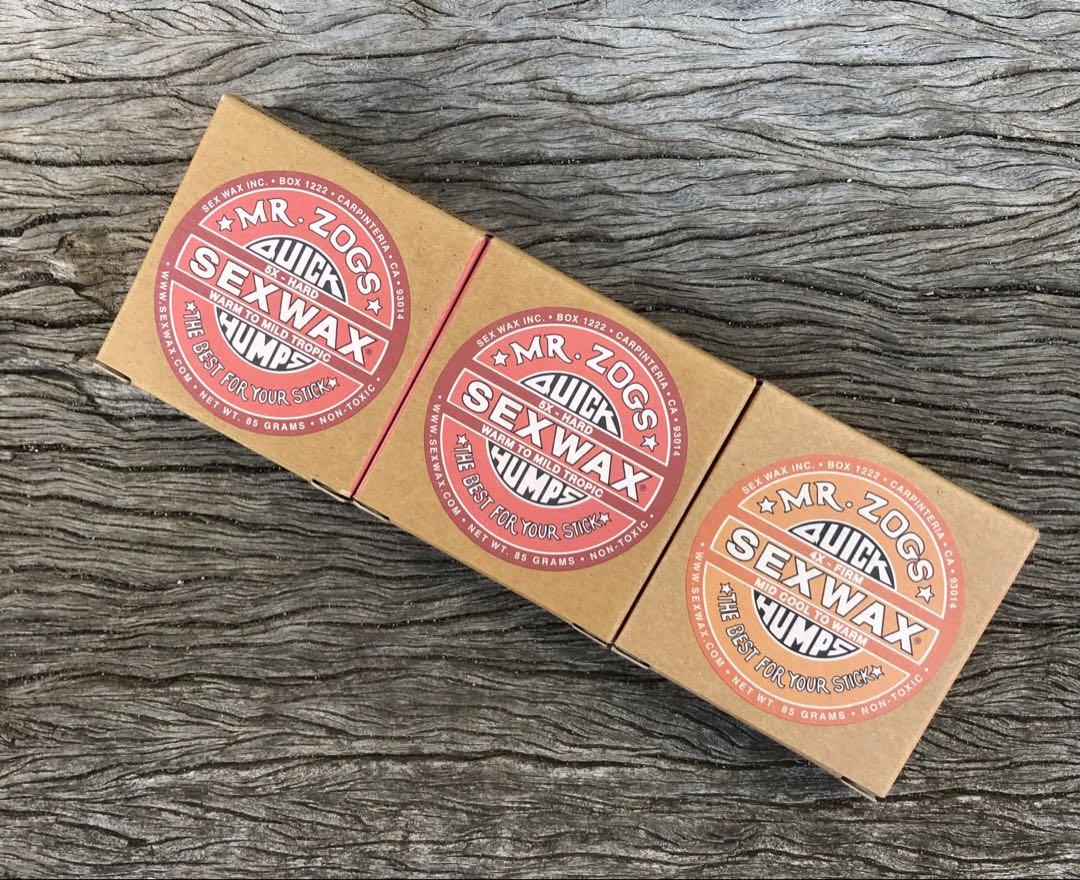 SEX WAX INC. • BOX 1222 • CARPINTERIA • CA • 93014
MR. ZOGS
QUICK
5X - HARD
SEXWAX®
WARM TO MILD TROPIC
HUMPS
THE BEST FOR YOUR STICK
• WWW.SEXWAX.COM • NET WT. 85 GRAMS • NON-TOXIC •
SEX WAX INC. • BOX 1222 • CARPINTERIA • CA • 93014
MR. ZOGS
QUICK
5X - HARD
SEXWAX®
WARM TO MILD TROPIC
HUMPS
THE BEST FOR YOUR STICK
• WWW.SEXWAX.COM • NET WT. 85 GRAMS • NON-TOXIC •
SEX WAX INC. • BOX 1222 • CARPINTERIA • CA • 93014
MR. ZOGS
QUICK
4X - FIRM
SEXWAX®
MID COOL TO WARM
HUMPS
THE BEST FOR YOUR STICK
• WWW.SEXWAX.COM • NET WT. 85 GRAMS • NON-TOXIC •